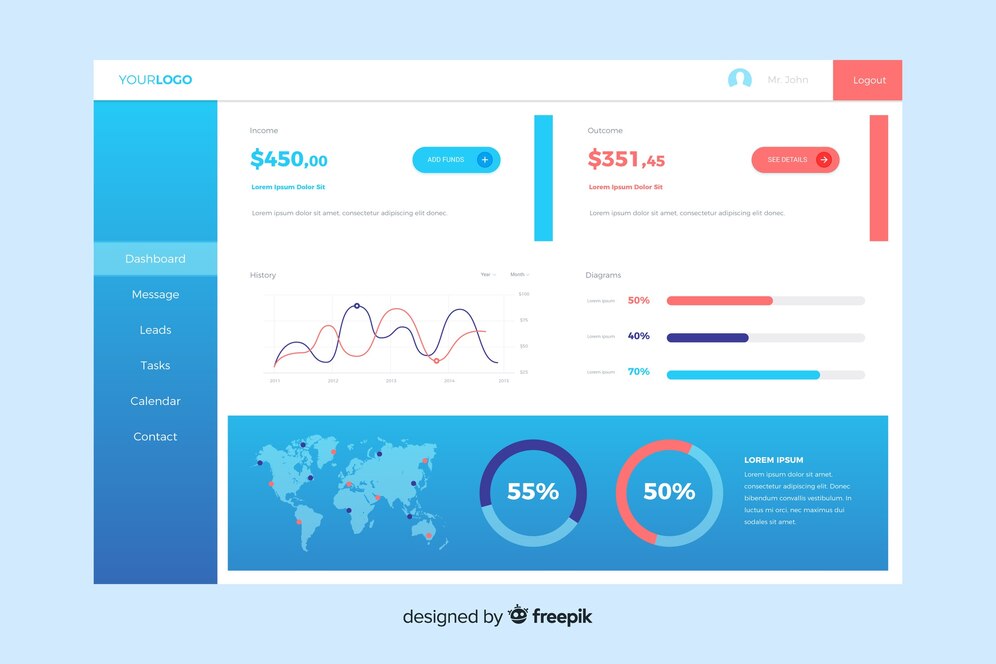 YOURLOGO
Mr. John
Logout
Dashboard
Message
Leads
Tasks
Calendar
Contact
Income
$450,00
ADD FUNDS
Lorem Ipsum Dolor Sit
Lorem ipsum dolor sit amet, consectetur adipiscing elit donec.
Outcome
$351,45
SEE DETAILS
Lorem Ipsum Dolor Sit
Lorem ipsum dolor sit amet, consectetur adipiscing elit donec.
History
Year
Month
$100
$75
$55
$25
2011
2012
2013
2014
2015
Diagrams
Lorem ipsum 50%
Lorem ipsum 40%
Lorem ipsum 70%
55%
50%
LOREM IPSUM
Lorem ipsum dolor sit amet,
consectetur adipiscing elit. Donec
bibendum convallis vestibulum. In
luctus mi orci, nec maximus dui
sodales sit amet.
designed by freepik